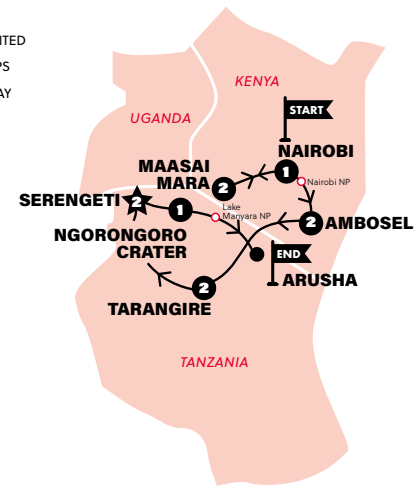 ITED
PS
AY
KENYA
START
UGANDA
NAIROBI
1
Nairobi NP
MAASAI
MARA 2
SERENGETI 2
1
Lake
Manyara NP
2 AMBOSEL
NGORONGORO
CRATER
END
ARUSHA
2
TARANGIRE
TANZANIA